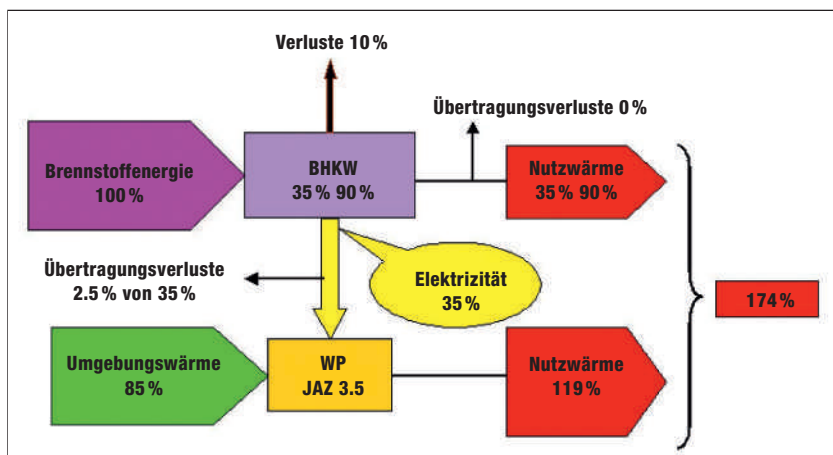 Verluste 10 %
Übertragungsverluste 0 %
Brennstoffenergie
100 %
BHKW
35 % 90 %
Nutzwärme
35 % 90 %
Übertragungsverluste
2.5 % von 35 %
Elektrizität
35 %
174 %
Umgebungswärme
85 %
WP
JAZ 3.5
Nutzwärme
119 %